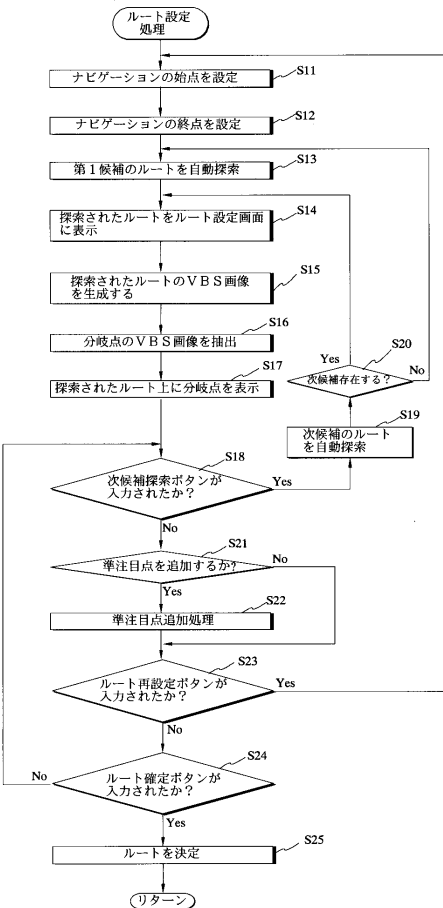 ルート設定
処理
S11
ナビゲーションの始点を設定
S12
ナビゲーションの終点を設定
S13
第1候補のルートを自動探索
S14
探索されたルートをルート設定画面
に表示
S15
探索されたルートのVBS画像
を生成する
S16
分岐点のVBS画像を抽出
S17
探索されたルート上に分岐点を表示
S20
Yes
次候補存在する？
No
S19
次候補のルート
を自動探索
S18
次候補探索ボタンが
入力されたか？
Yes
No
S21
準注目点を追加するか?
No
Yes
S22
準注目点追加処理
S23
ルート再設定ボタンが
入力されたか？
Yes
No
S24
No
ルート確定ボタンが
入力されたか？
Yes
S25
ルートを決定
リターン